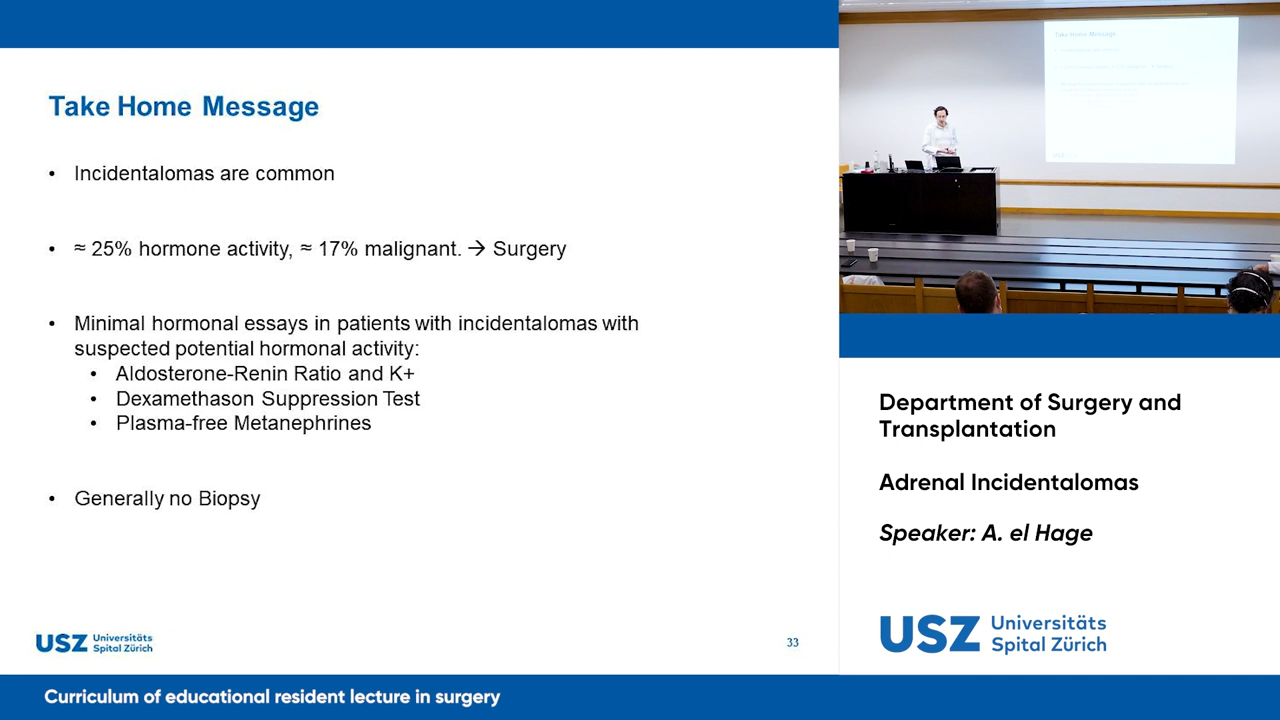 Take Home Message
• Incidentalomas are common
• ≈ 25% hormone activity, ≈ 17% malignant. → Surgery
• Minimal hormonal essays in patients with incidentalomas with
suspected potential hormonal activity:
• Aldosterone-Renin Ratio and K+
• Dexamethason Suppression Test
• Plasma-free Metanephrines
• Generally no Biopsy
USZ Universitäts
Spital Zürich
33
Take Home Message
Department of Surgery and
Transplantation
Adrenal Incidentalomas
Speaker: A. el Hage
USZ Universitäts
Spital Zürich
Curriculum of educational resident lecture in surgery